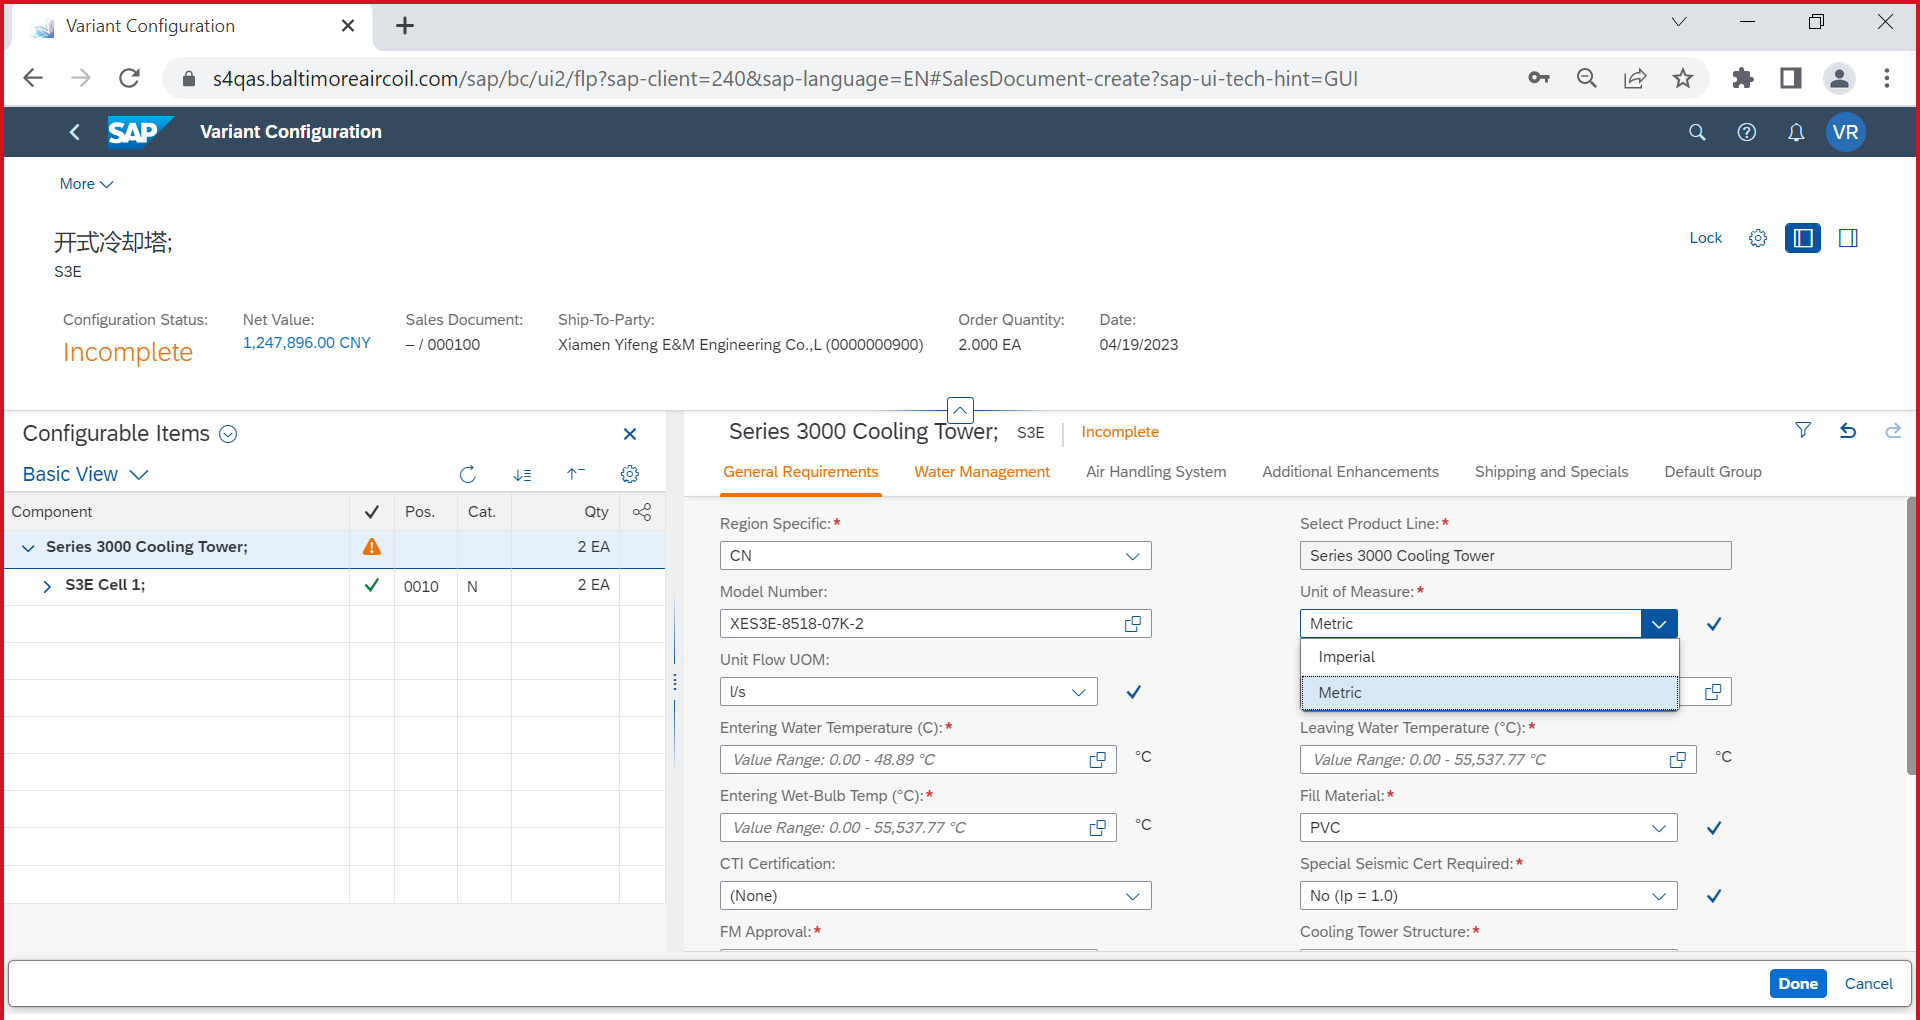 Variant Configuration
s4qas.baltimoreaircoil.com/sap/bc/ui2/flp?sap-client=240&sap-language=EN#SalesDocument-create?sap-ui-tech-hint=GUI
SAP Variant Configuration VR
More
开式冷却塔;
S3E
Lock
Configuration Status: Net Value: Sales Document: Ship-To-Party: Order Quantity: Date:
Incomplete 1,247,896.00 CNY – / 000100 Xiamen Yifeng E&M Engineering Co.,L (0000000900) 2.000 EA 04/19/2023
Configurable Items
Basic View
Component Pos. Cat. Qty
Series 3000 Cooling Tower; 2 EA
S3E Cell 1; 0010 N 2 EA
Series 3000 Cooling Tower; S3E Incomplete
General Requirements Water Management Air Handling System Additional Enhancements Shipping and Specials Default Group
Region Specific:* Select Product Line:*
CN Series 3000 Cooling Tower
Model Number: Unit of Measure:*
XES3E-8518-07K-2 Metric
Imperial
Unit Flow UOM:
l/s Metric
Entering Water Temperature (C):* Leaving Water Temperature (°C):*
Value Range: 0.00 - 48.89 °C °C Value Range: 0.00 - 55,537.77 °C °C
Entering Wet-Bulb Temp (°C):* Fill Material:*
Value Range: 0.00 - 55,537.77 °C °C PVC
CTI Certification: Special Seismic Cert Required:*
(None) No (Ip = 1.0)
FM Approval:* Cooling Tower Structure:*
Done Cancel